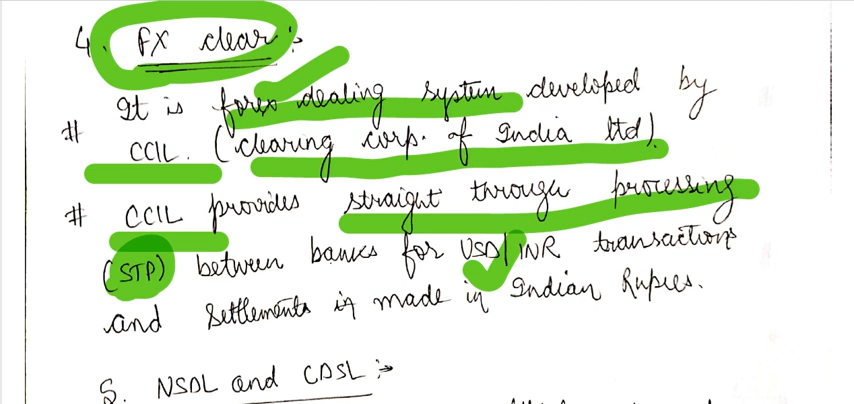 4. FX clear :-
It is forex dealing system developed by
# CCIL. (clearing corp. of India ltd).
# CCIL provides straight through processing
(STP) between banks for USD/INR transactions
and settlements is made in Indian Rupees.
5. NSDL and CDSL :-